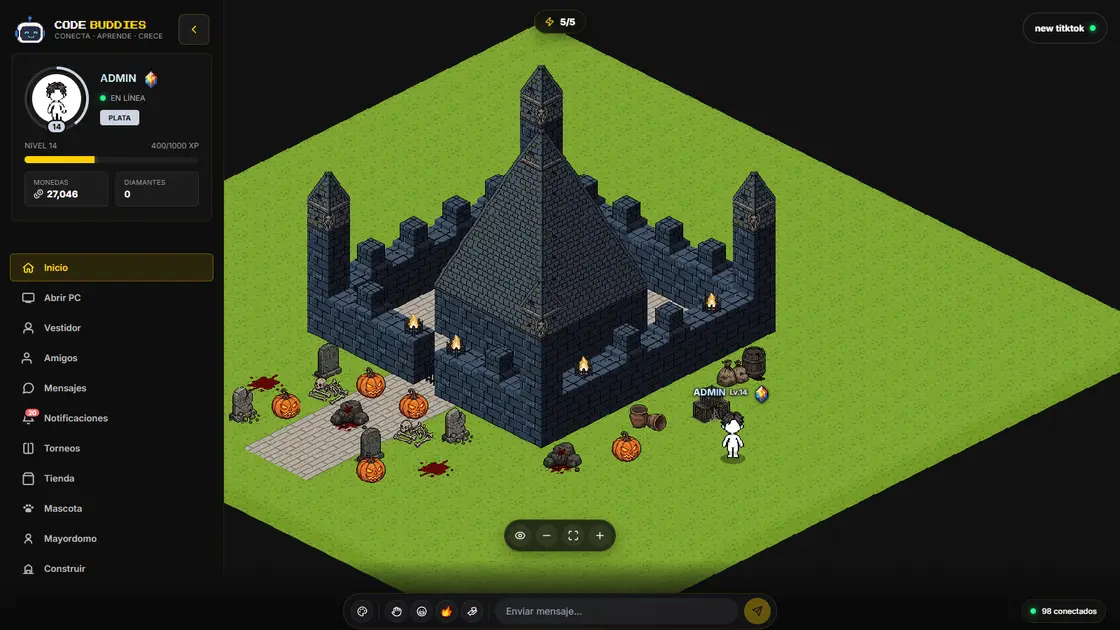 CODE BUDDIES
CONECTA · APRENDE · CRECE
5/5
new titktok
ADMIN
EN LÍNEA
PLATA
14
NIVEL 14
400/1000 XP
MONEDAS
27,046
DIAMANTES
0
Inicio
Abrir PC
Vestidor
Amigos
Mensajes
20
Notificaciones
Torneos
Tienda
Mascota
Mayordomo
Construir
ADMIN Lv.14
Enviar mensaje...
98 conectados